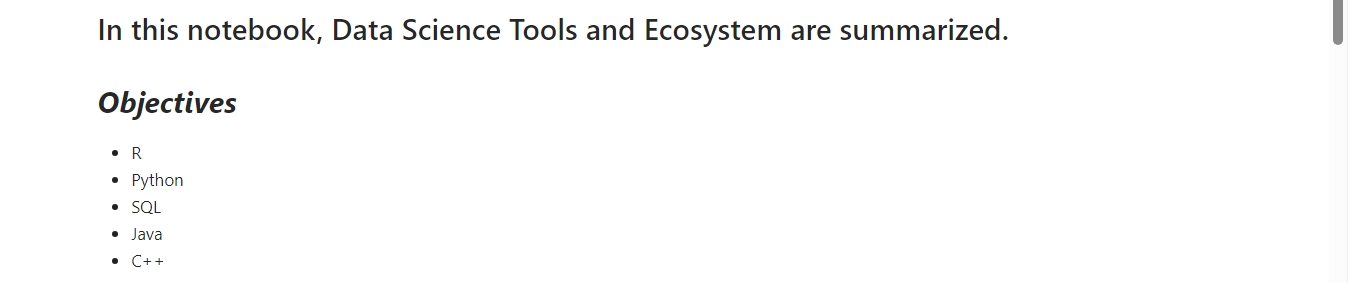 In this notebook, Data Science Tools and Ecosystem are summarized.
Objectives
• R
• Python
• SQL
• Java
• C++